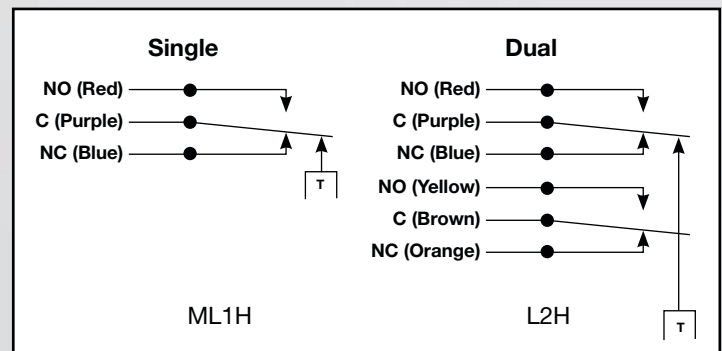 Single
NO (Red)
C (Purple)
NC (Blue)
T
ML1H
Dual
NO (Red)
C (Purple)
NC (Blue)
NO (Yellow)
C (Brown)
NC (Orange)
T
L2H